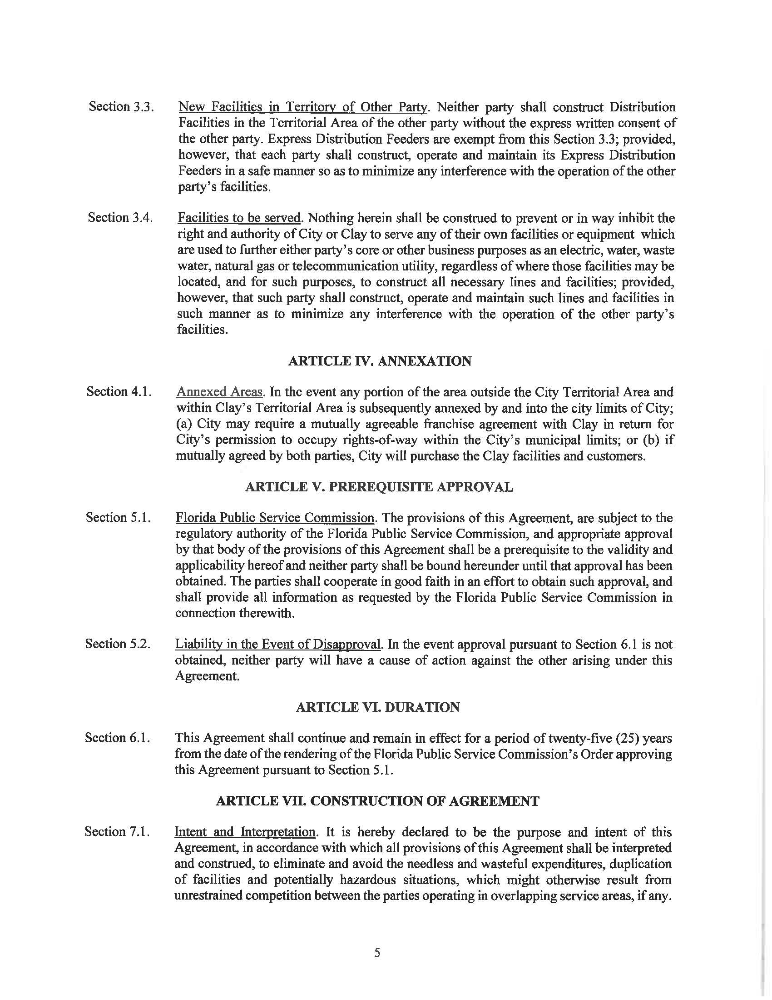 Section 3.3. New Facilities in Territory of Other Party. Neither party shall construct Distribution
Facilities in the Territorial Area of the other party without the express written consent of
the other party. Express Distribution Feeders are exempt from this Section 3.3; provided,
however, that each party shall construct, operate and maintain its Express Distribution
Feeders in a safe manner so as to minimize any interference with the operation of the other
party's facilities.
Section 3.4. Facilities to be served. Nothing herein shall be construed to prevent or in way inhibit the
right and authority of City or Clay to serve any of their own facilities or equipment which
are used to further either party's core or other business purposes as an electric, water, waste
water, natural gas or telecommunication utility, regardless of where those facilities may be
located, and for such purposes, to construct all necessary lines and facilities; provided,
however, that such party shall construct, operate and maintain such lines and facilities in
such manner as to minimize any interference with the operation of the other party's
facilities.
ARTICLE IV. ANNEXATION
Section 4.1. Annexed Areas. In the event any portion of the area outside the City Territorial Area and
within Clay's Territorial Area is subsequently annexed by and into the city limits of City;
(a) City may require a mutually agreeable franchise agreement with Clay in return for
City's permission to occupy rights-of-way within the City's municipal limits; or (b) if
mutually agreed by both parties, City will purchase the Clay facilities and customers.
ARTICLE V. PREREQUISITE APPROVAL
Section 5.1. Florida Public Service Commission. The provisions of this Agreement, are subject to the
regulatory authority of the Florida Public Service Commission, and appropriate approval
by that body of the provisions of this Agreement shall be a prerequisite to the validity and
applicability hereof and neither party shall be bound hereunder until that approval has been
obtained. The parties shall cooperate in good faith in an effort to obtain such approval, and
shall provide all information as requested by the Florida Public Service Commission in
connection therewith.
Section 5.2. Liability in the Event of Disapproval. In the event approval pursuant to Section 6.1 is not
obtained, neither party will have a cause of action against the other arising under this
Agreement.
ARTICLE VI. DURATION
Section 6.1. This Agreement shall continue and remain in effect for a period of twenty-five (25) years
from the date of the rendering of the Florida Public Service Commission's Order approving
this Agreement pursuant to Section 5.1.
ARTICLE VII. CONSTRUCTION OF AGREEMENT
Section 7.1. Intent and Interpretation. It is hereby declared to be the purpose and intent of this
Agreement, in accordance with which all provisions of this Agreement shall be interpreted
and construed, to eliminate and avoid the needless and wasteful expenditures, duplication
of facilities and potentially hazardous situations, which might otherwise result from
unrestrained competition between the parties operating in overlapping service areas, if any.
5